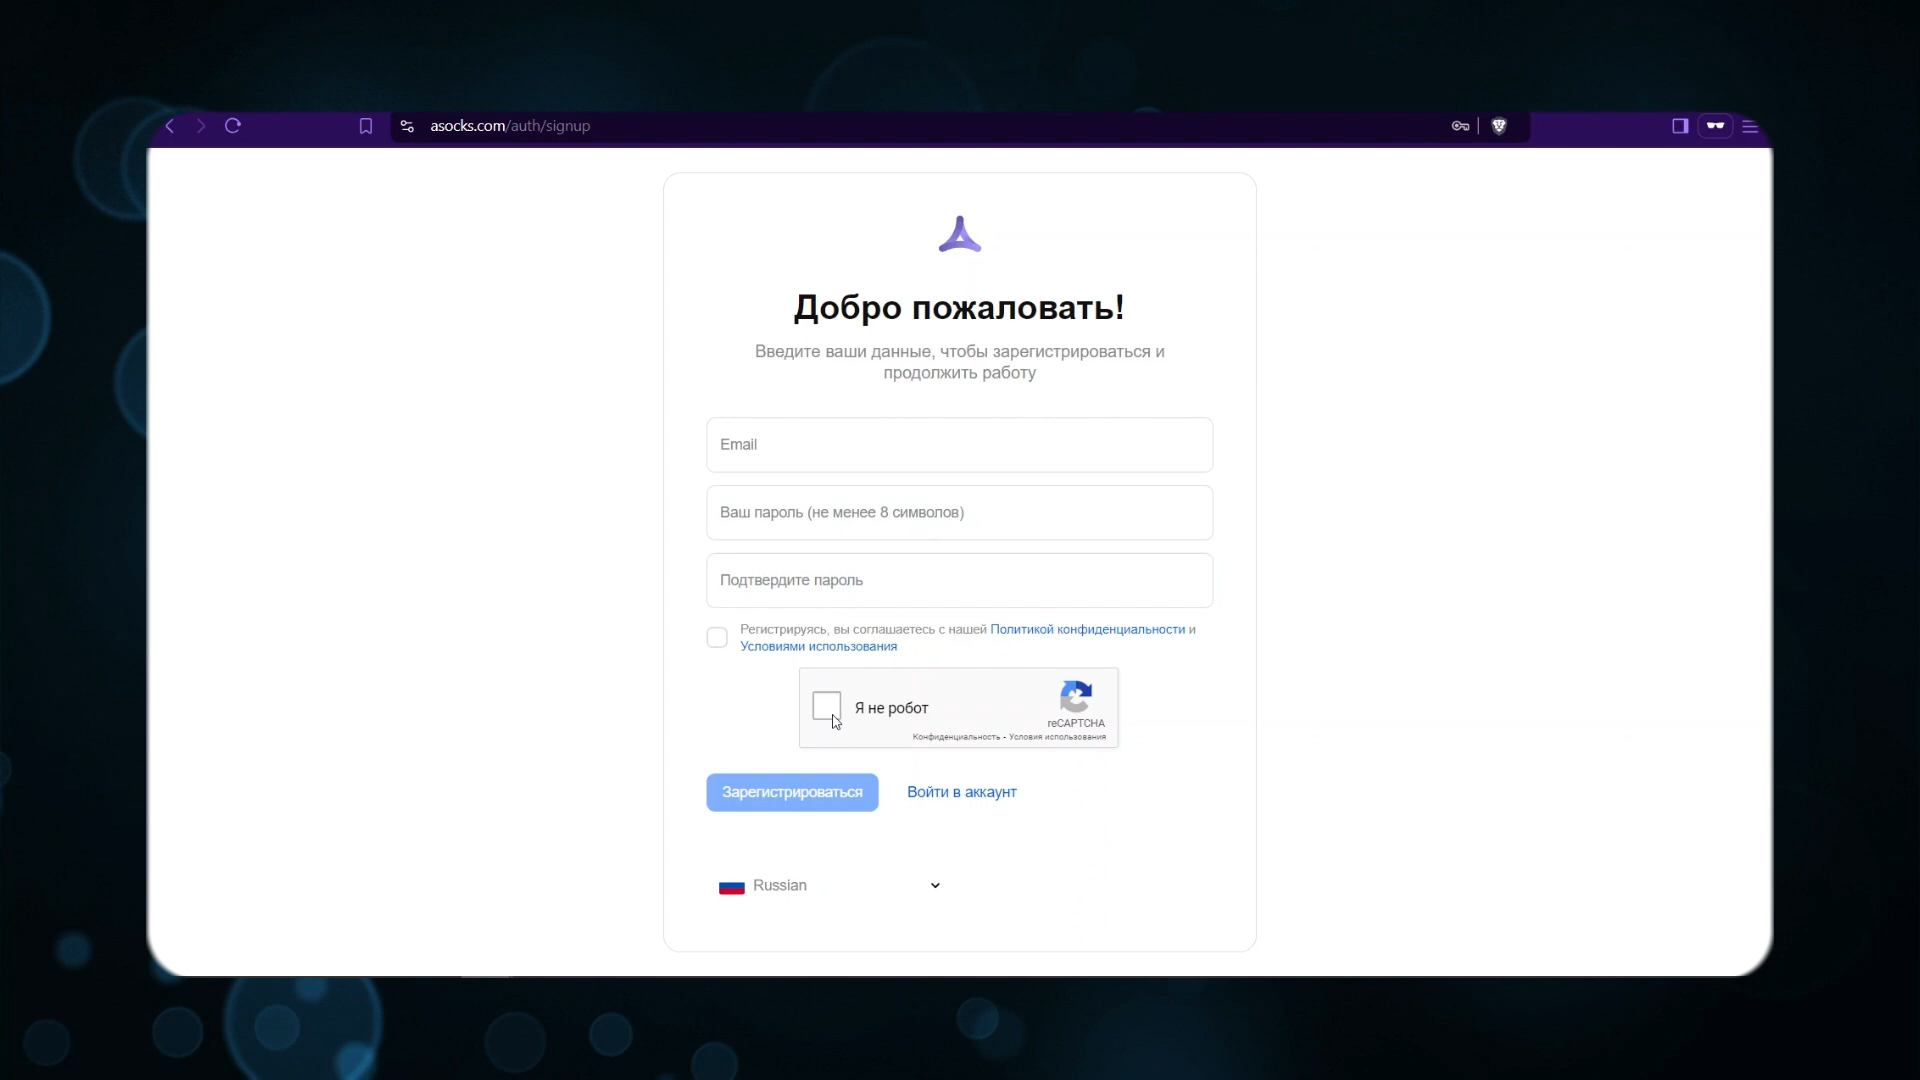 asocks.com/auth/signup
Добро пожаловать!
Введите ваши данные, чтобы зарегистрироваться и
продолжить работу
Email
Ваш пароль (не менее 8 символов)
Подтвердите пароль
Регистрируясь, вы соглашаетесь с нашей Политикой конфиденциальности и
Условиями использования
Я не робот
reCAPTCHA
Конфиденциальность - Условия использования
Зарегистрироваться
Войти в аккаунт
Russian